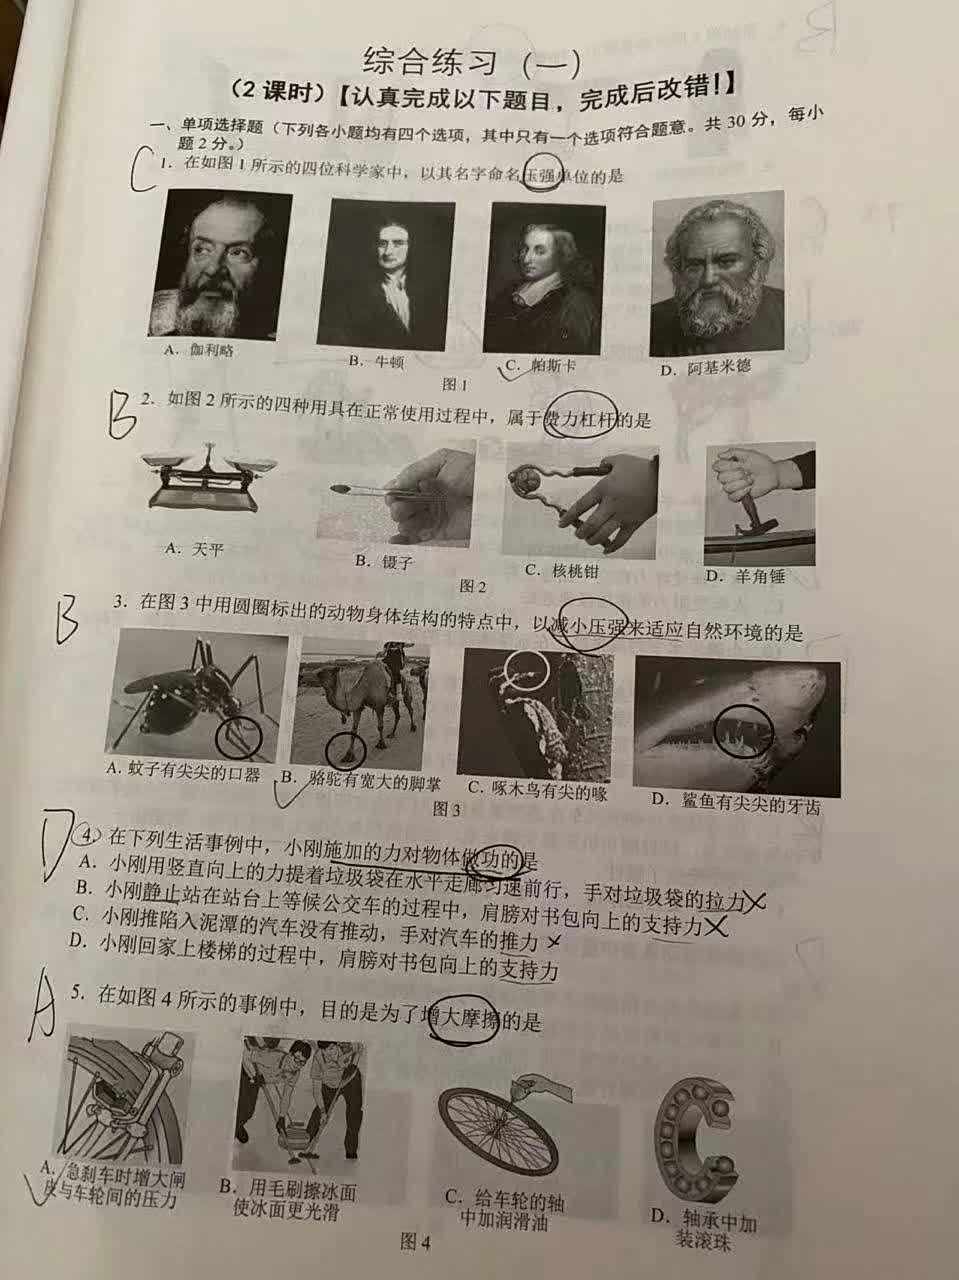 综合练习（一）
（2课时）【认真完成以下题目，完成后改错！】
一、单项选择题（下列各小题均有四个选项，其中只有一个选项符合题意。共30分，每小
题2分。）
C 1．在如图1所示的四位科学家中，以其名字命名压强单位的是
A．伽利略 B．牛顿 C．帕斯卡 D．阿基米德
图1
B 2．如图2所示的四种用具在正常使用过程中，属于费力杠杆的是
A．天平 B．镊子 C．核桃钳 D．羊角锤
图2
B 3．在图3中用圆圈标出的动物身体结构的特点中，以减小压强来适应自然环境的是
A．蚊子有尖尖的口器 B．骆驼有宽大的脚掌 C．啄木鸟有尖的喙 D．鲨鱼有尖尖的牙齿
图3
D 4．在下列生活事例中，小刚施加的力对物体做功的是
A．小刚用竖直向上的力提着垃圾袋在水平走廊匀速前行，手对垃圾袋的拉力
B．小刚静止站在站台上等候公交车的过程中，肩膀对书包向上的支持力
C．小刚推陷入泥潭的汽车没有推动，手对汽车的推力
D．小刚回家上楼梯的过程中，肩膀对书包向上的支持力
A 5．在如图4所示的事例中，目的是为了增大摩擦的是
A．急刹车时增大闸
皮与车轮间的压力
B．用毛刷擦冰面
使冰面更光滑
C．给车轮的轴
中加润滑油
D．轴承中加
装滚珠
图4